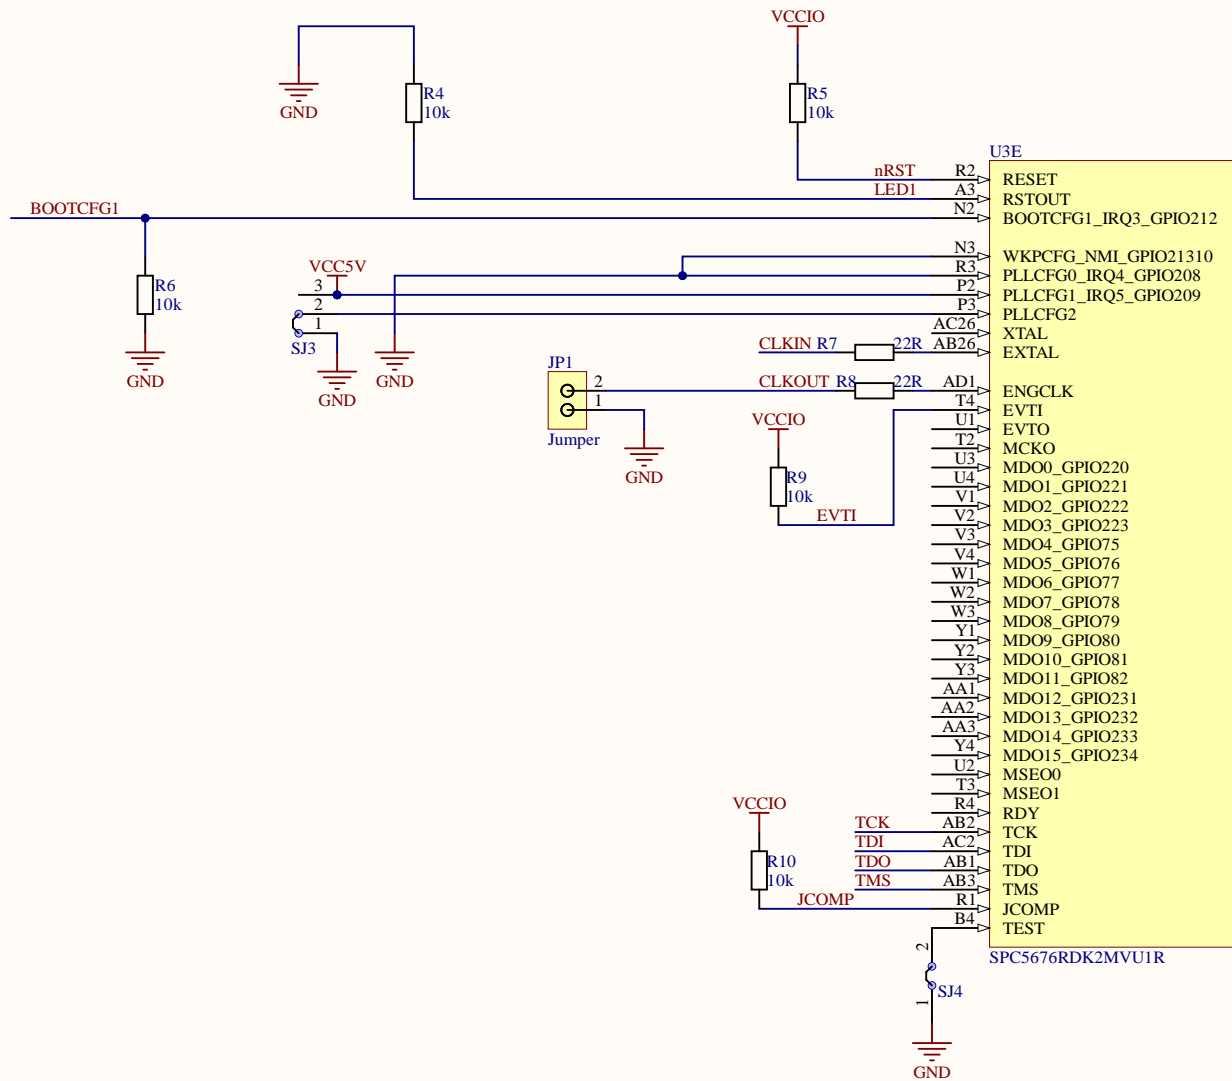 VCCIO
R4
10k
GND
R5
10k
U3E
nRST R2 RESET
LED1 A3 RSTOUT
BOOTCFG1 N2 BOOTCFG1_IRQ3_GPIO212
N3 WKPCFG_NMI_GPIO21310
VCC5V R3 PLLCFG0_IRQ4_GPIO208
R6
10k
3 P2 PLLCFG1_IRQ5_GPIO209
2 P3 PLLCFG2
1 AC26 XTAL
SJ3
CLKIN R7 22R AB26 EXTAL
GND
GND
GND
JP1
2 CLKOUT R8 22R AD1 ENGCLK
1 T4 EVTI
VCCIO U1 EVTO
Jumper T2 MCKO
U3 MDO0_GPIO220
GND
R9
10k
U4 MDO1_GPIO221
V1 MDO2_GPIO222
EVTI V2 MDO3_GPIO223
V3 MDO4_GPIO75
V4 MDO5_GPIO76
W1 MDO6_GPIO77
W2 MDO7_GPIO78
W3 MDO8_GPIO79
Y1 MDO9_GPIO80
Y2 MDO10_GPIO81
Y3 MDO11_GPIO82
AA1 MDO12_GPIO231
AA2 MDO13_GPIO232
AA3 MDO14_GPIO233
Y4 MDO15_GPIO234
U2 MSEO0
T3 MSEO1
VCCIO R4 RDY
TCK AB2 TCK
TDI AC2 TDI
R10
10k
TDO AB1 TDO
TMS AB3 TMS
JCOMP R1 JCOMP
B4 TEST
2
SPC5676RDK2MVU1R
SJ4
1
GND